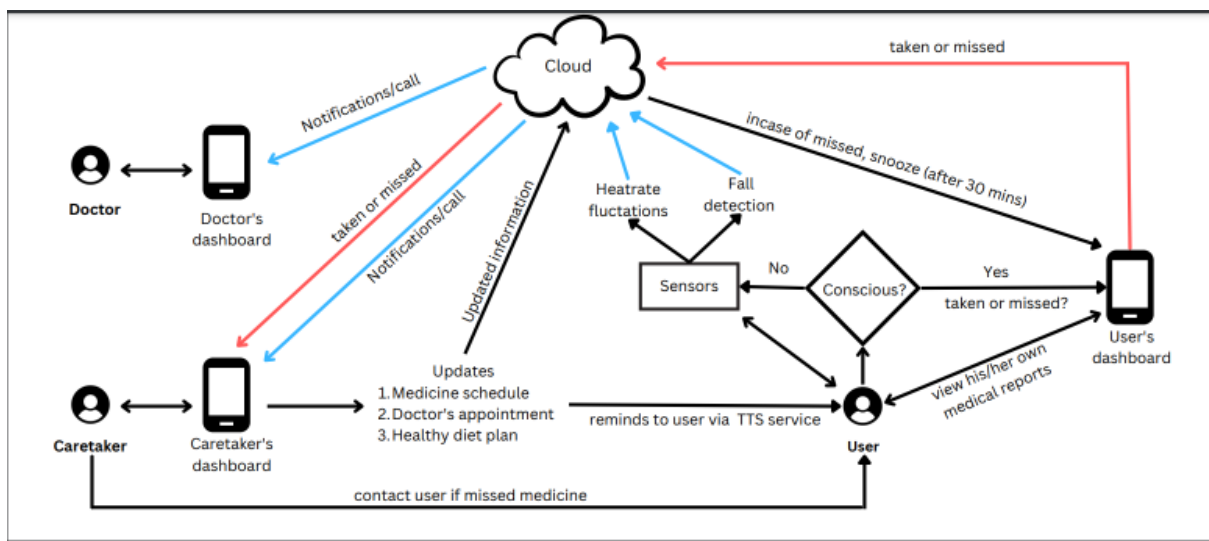 Cloud
taken or missed
Notifications/call
incase of missed, snooze (after 30 mins)
taken or missed
Notifications/call
Updated information
Heatrate
fluctations
Fall
detection
Doctor
Doctor's
dashboard
Sensors
No
Conscious?
Yes
taken or missed?
User's
dashboard
view his/her own
medical reports
Updates
1.Medicine schedule
2.Doctor's appointment
3.Healthy diet plan
reminds to user via TTS service
User
Caretaker
Caretaker's
dashboard
contact user if missed medicine